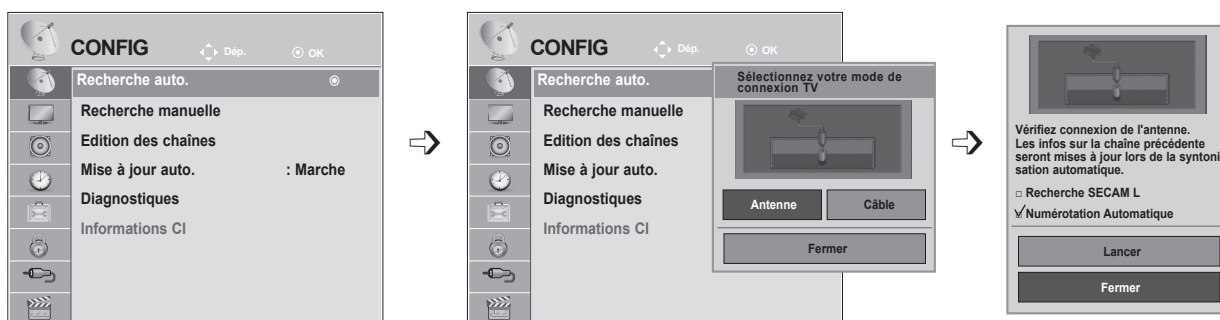 CONFIG
Dép.
OK
Recherche auto.
Recherche manuelle
Edition des chaînes
Mise à jour auto. : Marche
Diagnostiques
Informations CI
CONFIG
Dép.
OK
Recherche auto.
Recherche manuelle
Edition des chaînes
Mise à jour auto.
Diagnostiques
Informations CI
Sélectionnez votre mode de
connexion TV
Antenne
Câble
Fermer
Vérifiez connexion de l'antenne.
Les infos sur la chaîne précédente
seront mises à jour lors de la syntoni
sation automatique.
Recherche SECAM L
Numérotation Automatique
Lancer
Fermer